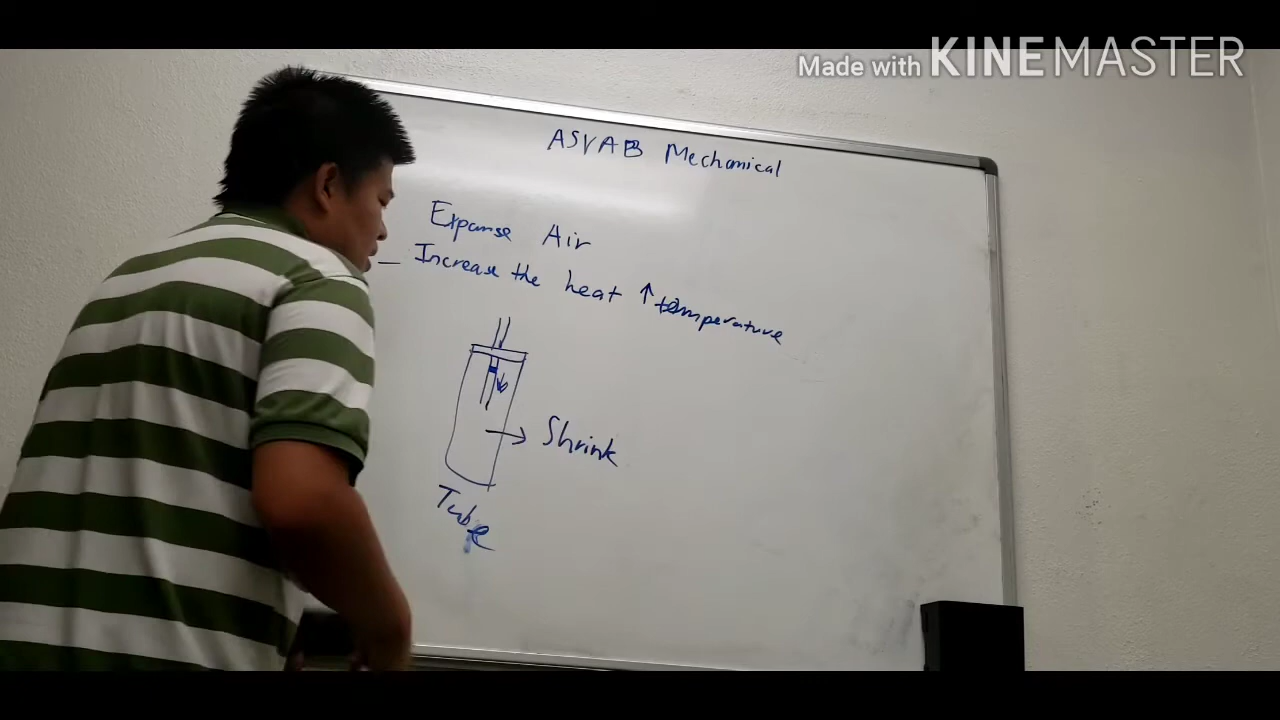 Made with KINEMASTER
ASVAB Mechanical
Expanse Air
— Increase the heat ↑ temperature
Shrink
Tube